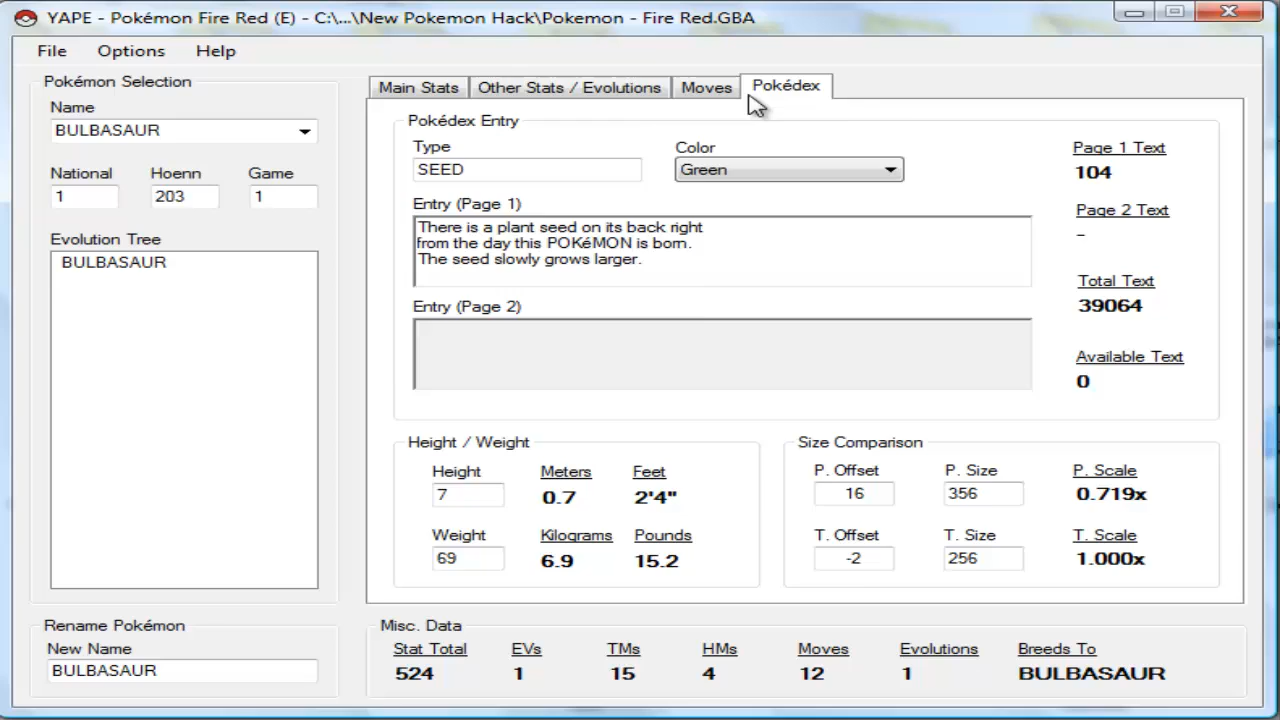 YAPE - Pokémon Fire Red (E) - C:\...\New Pokemon Hack\Pokemon - Fire Red.GBA
File Options Help
Pokémon Selection
Name
BULBASAUR
National Hoenn Game
1 203 1
Evolution Tree
BULBASAUR
Rename Pokémon
New Name
BULBASAUR
Main Stats Other Stats / Evolutions Moves Pokédex
Pokédex Entry
Type Color
SEED Green
Entry (Page 1)
There is a plant seed on its back right
from the day this POKéMON is born.
The seed slowly grows larger.
Entry (Page 2)
Page 1 Text
104
Page 2 Text
-
Total Text
39064
Available Text
0
Height / Weight
Height Meters Feet
7 0.7 2'4"
Weight Kilograms Pounds
69 6.9 15.2
Size Comparison
P. Offset P. Size P. Scale
16 356 0.719x
T. Offset T. Size T. Scale
-2 256 1.000x
Misc. Data
Stat Total EVs TMs HMs Moves Evolutions Breeds To
524 1 15 4 12 1 BULBASAUR